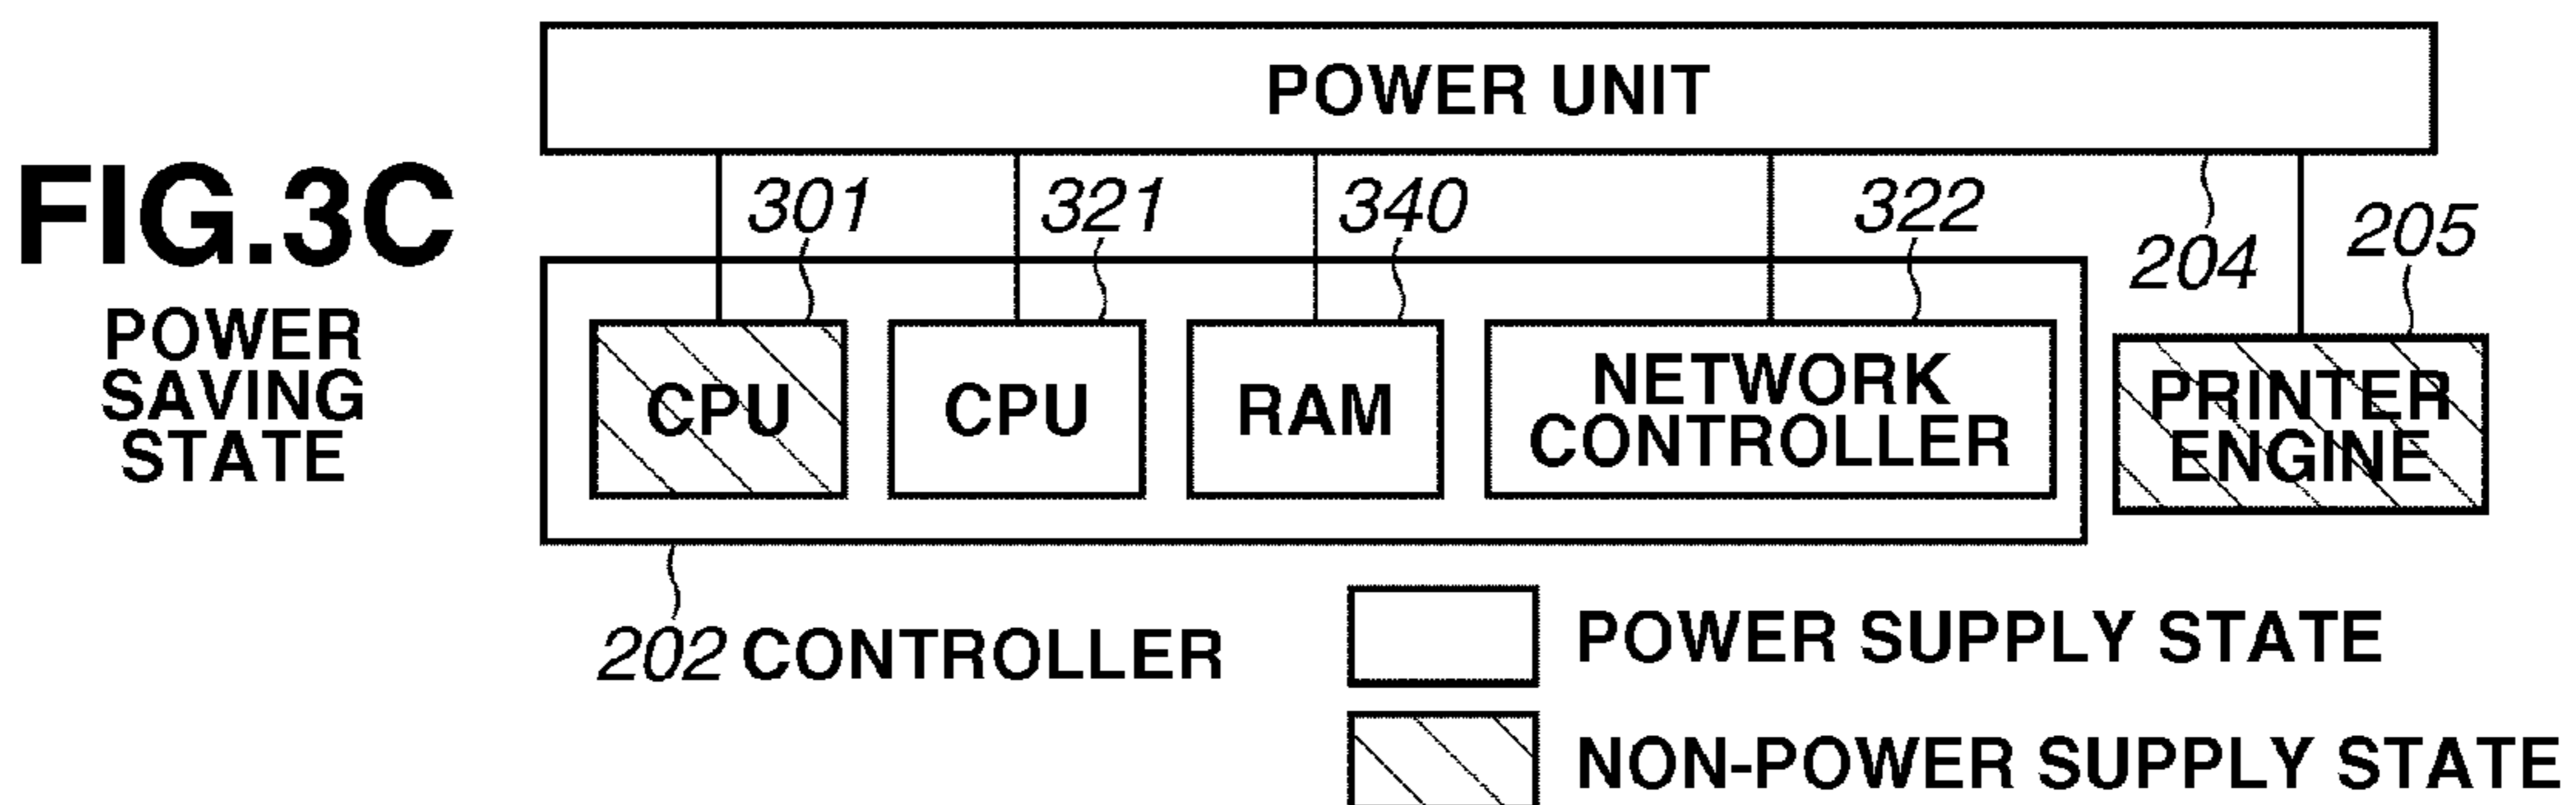 FIG.3C
POWER
SAVING
STATE
POWER UNIT
301
321
340
322
204
205
CPU
CPU
RAM
NETWORK
CONTROLLER
PRINTER
ENGINE
202 CONTROLLER
POWER SUPPLY STATE
NON-POWER SUPPLY STATE